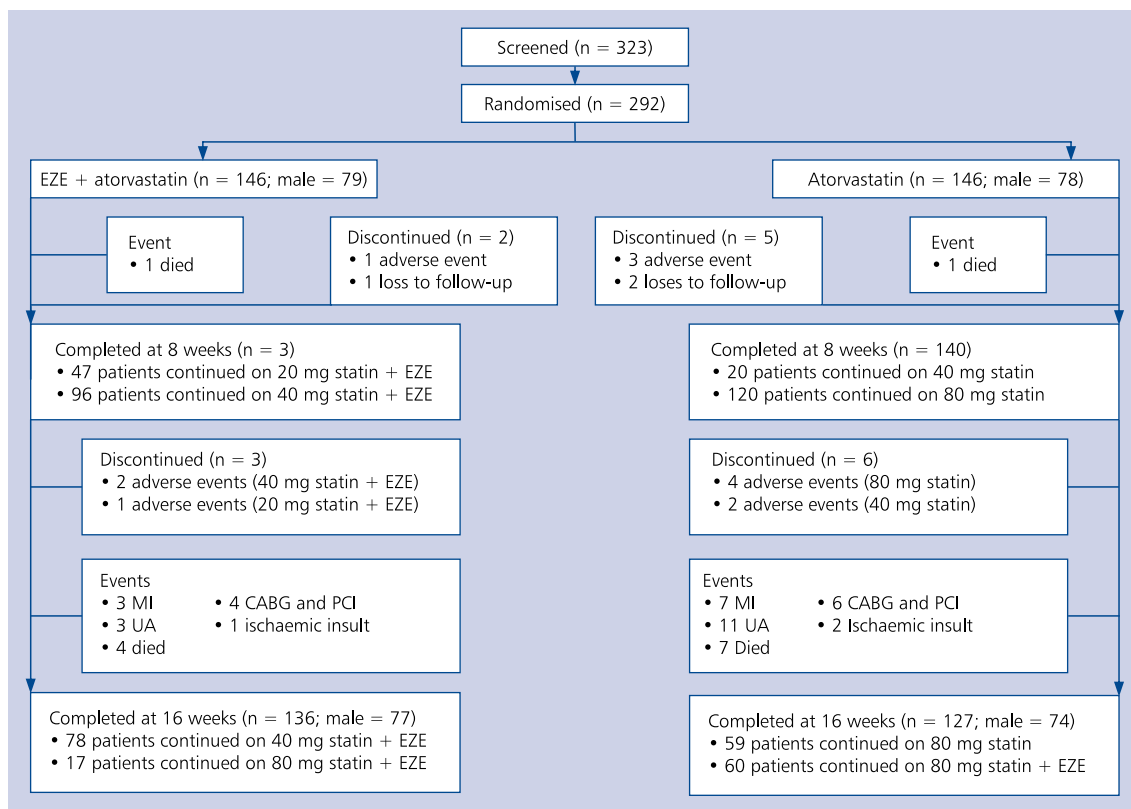 Screened (n = 323)
Randomised (n = 292)
EZE + atorvastatin (n = 146; male = 79)
Atorvastatin (n = 146; male = 78)
Event
• 1 died
Discontinued (n = 2)
• 1 adverse event
• 1 loss to follow-up
Discontinued (n = 5)
• 3 adverse event
• 2 loses to follow-up
Event
• 1 died
Completed at 8 weeks (n = 3)
• 47 patients continued on 20 mg statin + EZE
• 96 patients continued on 40 mg statin + EZE
Completed at 8 weeks (n = 140)
• 20 patients continued on 40 mg statin
• 120 patients continued on 80 mg statin
Discontinued (n = 3)
• 2 adverse events (40 mg statin + EZE)
• 1 adverse events (20 mg statin + EZE)
Discontinued (n = 6)
• 4 adverse events (80 mg statin)
• 2 adverse events (40 mg statin)
Events
• 3 MI • 4 CABG and PCI
• 3 UA • 1 ischaemic insult
• 4 died
Events
• 7 MI • 6 CABG and PCI
• 11 UA • 2 Ischaemic insult
• 7 Died
Completed at 16 weeks (n = 136; male = 77)
• 78 patients continued on 40 mg statin + EZE
• 17 patients continued on 80 mg statin + EZE
Completed at 16 weeks (n = 127; male = 74)
• 59 patients continued on 80 mg statin
• 60 patients continued on 80 mg statin + EZE